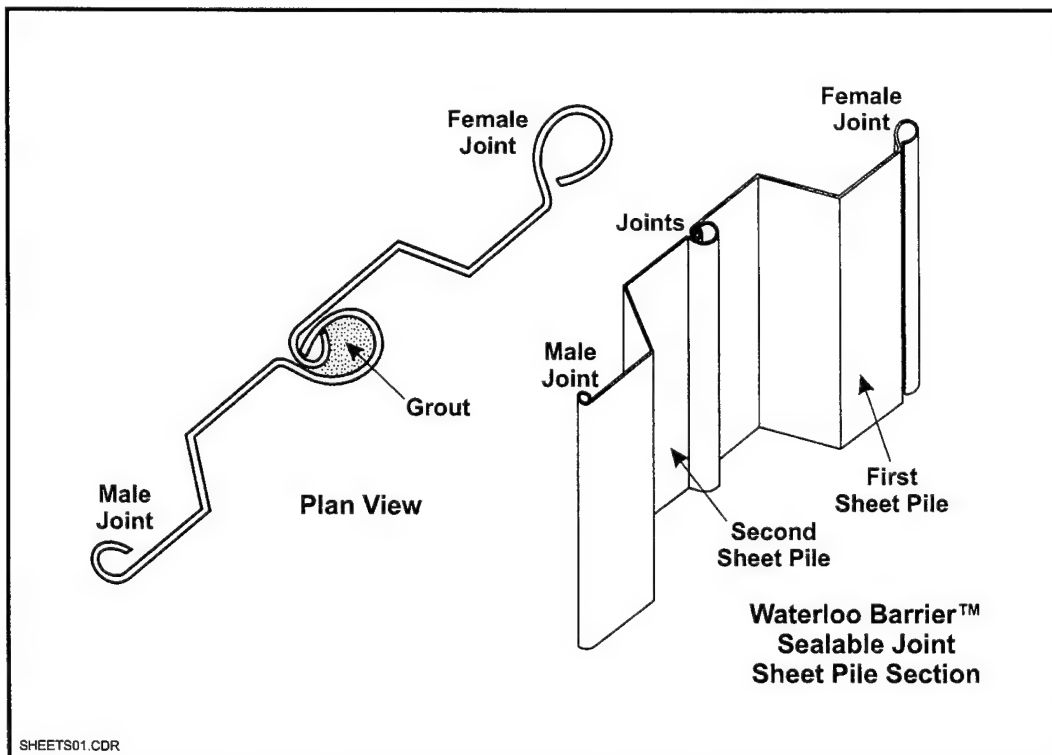 Female
Joint
Grout
Male
Joint
Plan View
Female
Joint
Joints
Male
Joint
First
Sheet Pile
Second
Sheet Pile
Waterloo Barrier™
Sealable Joint
Sheet Pile Section
SHEETS01.CDR